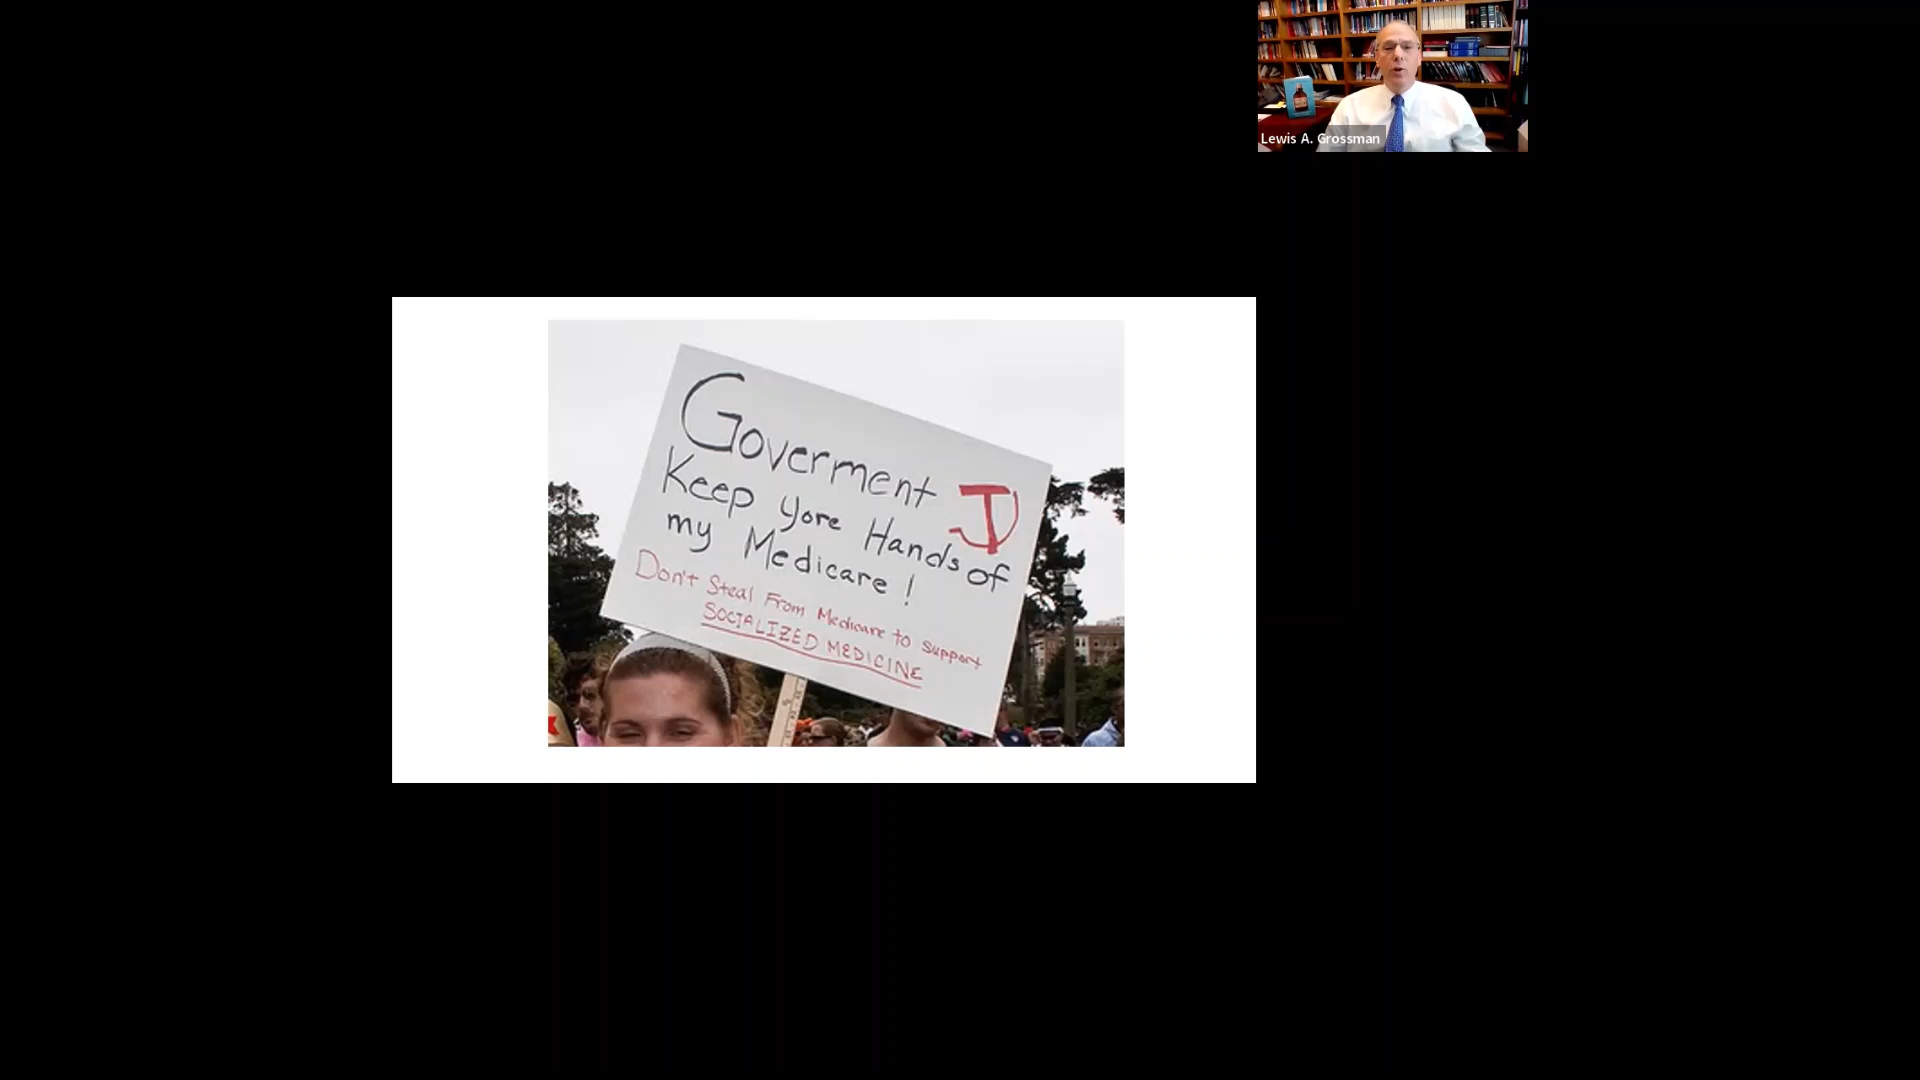 Lewis A. Grossman
Goverment
Keep yore Hands of
my Medicare !
Don't Steal From Medicare to support
SOCIALIZED MEDICINE